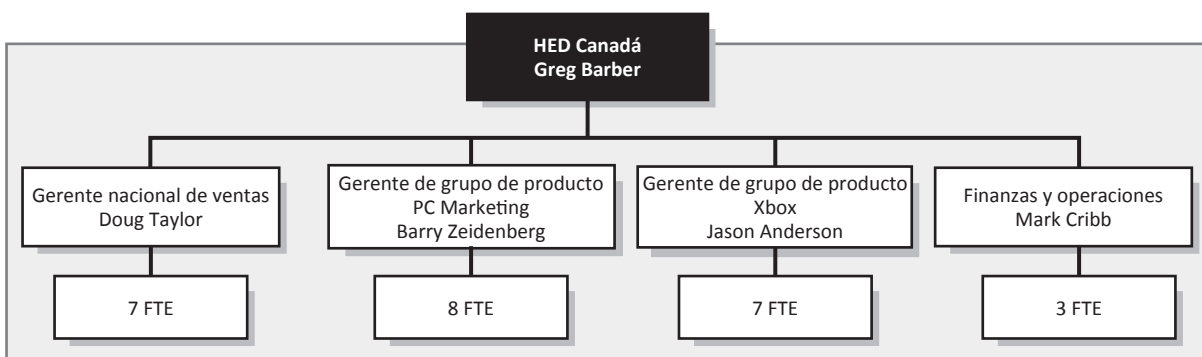 HED Canadá
Greg Barber
Gerente nacional de ventas
Doug Taylor
Gerente de grupo de producto
PC Marketing
Barry Zeidenberg
Gerente de grupo de producto
Xbox
Jason Anderson
Finanzas y operaciones
Mark Cribb
7 FTE
8 FTE
7 FTE
3 FTE